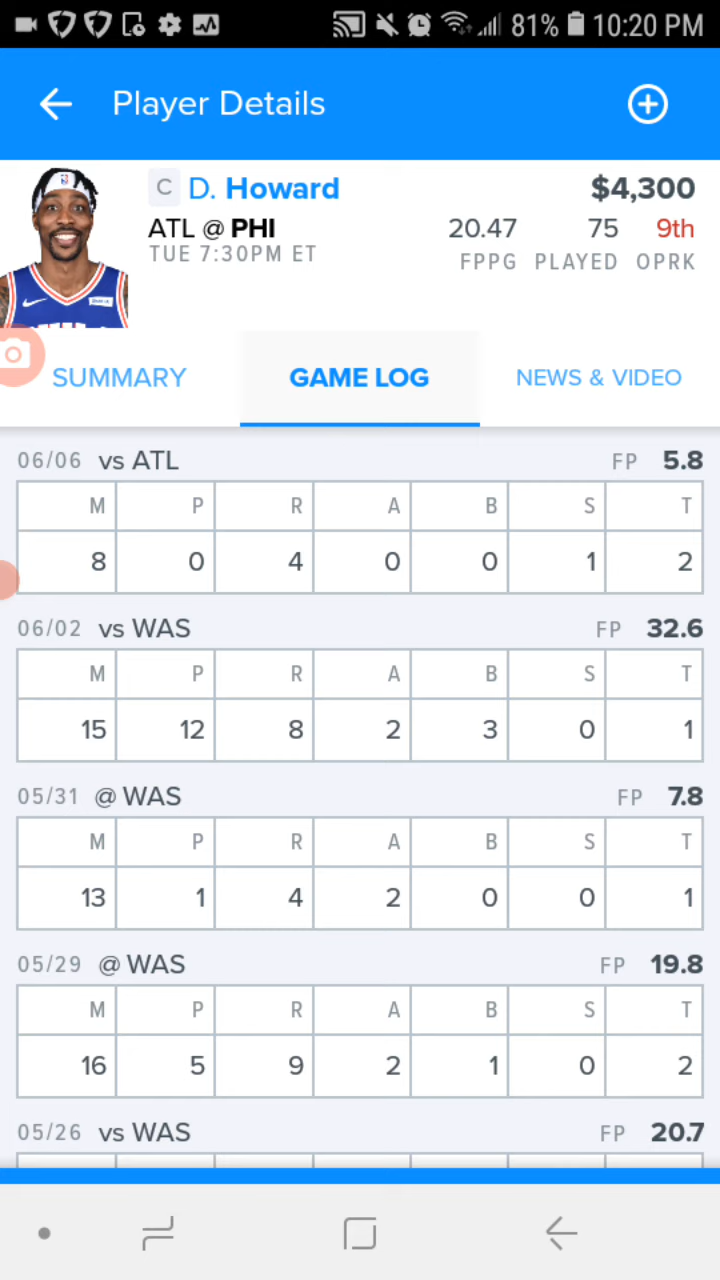 81% 10:20 PM
Player Details
C D. Howard $4,300
ATL @ PHI 20.47 75 9th
TUE 7:30PM ET FPPG PLAYED OPRK
SUMMARY GAME LOG NEWS & VIDEO
06/06 vs ATL FP 5.8
M P R A B S T
8 0 4 0 0 1 2
06/02 vs WAS FP 32.6
M P R A B S T
15 12 8 2 3 0 1
05/31 @ WAS FP 7.8
M P R A B S T
13 1 4 2 0 0 1
05/29 @ WAS FP 19.8
M P R A B S T
16 5 9 2 1 0 2
05/26 vs WAS FP 20.7